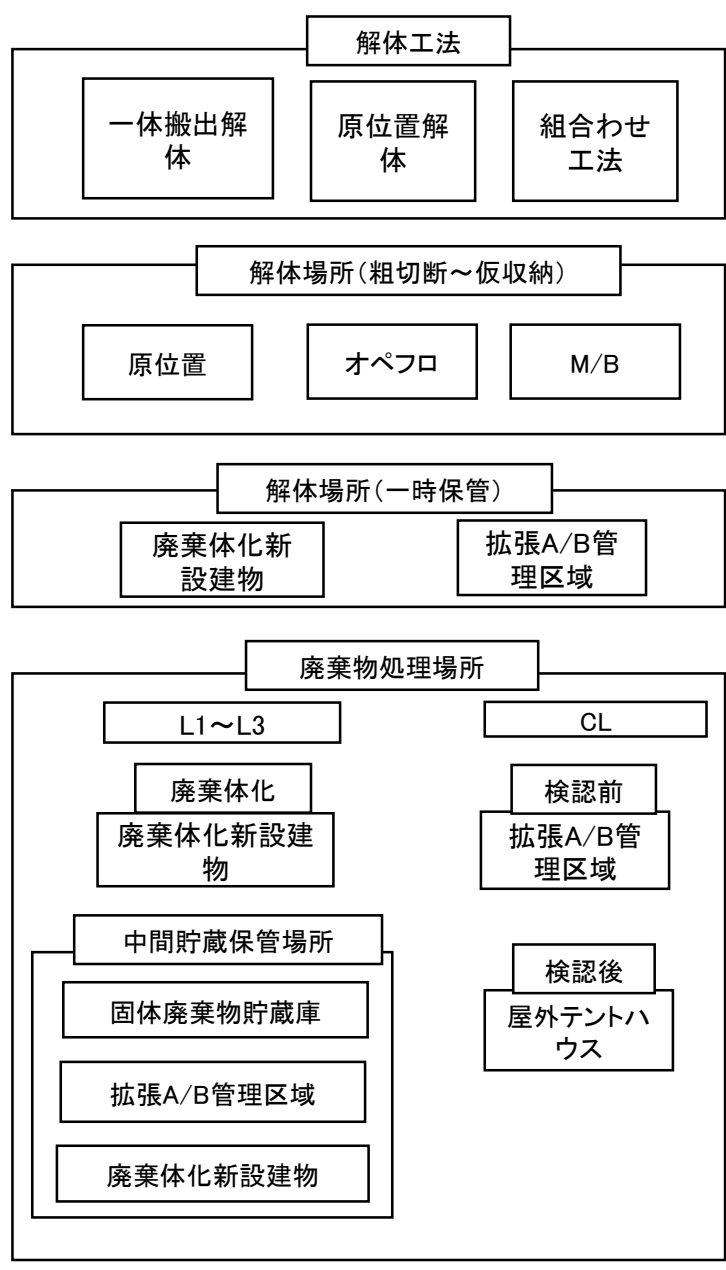 解体工法
一体搬出解
体
原位置解
体
組合わせ
工法
解体場所(粗切断～仮収納)
原位置
オペフロ
M/B
解体場所(一時保管)
廃棄体化新
設建物
拡張A/B管
理区域
廃棄物処理場所
L1～L3
CL
廃棄体化
廃棄体化新設建
物
検認前
拡張A/B管
理区域
中間貯蔵保管場所
固体廃棄物貯蔵庫
拡張A/B管理区域
廃棄体化新設建物
検認後
屋外テントハ
ウス